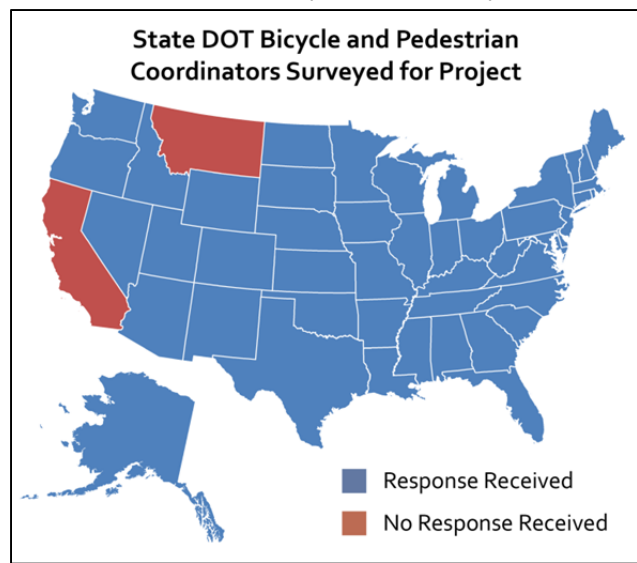 State DOT Bicycle and Pedestrian
Coordinators Surveyed for Project
Response Received
No Response Received